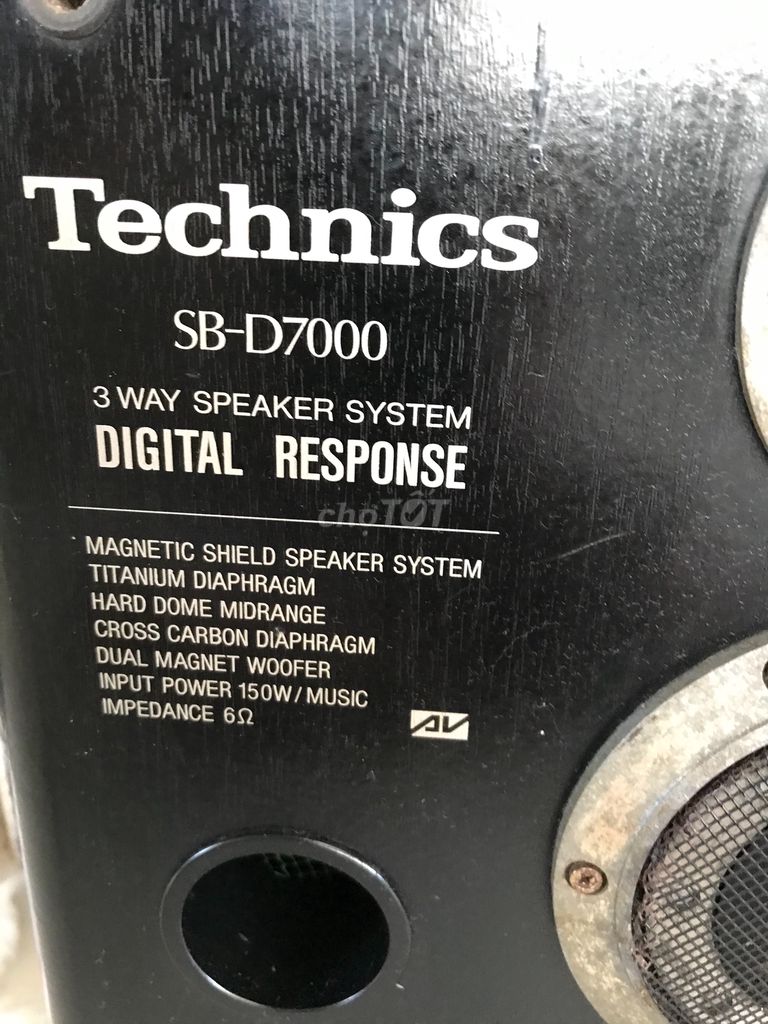 Technics
SB-D7000
3 WAY SPEAKER SYSTEM
DIGITAL RESPONSE
chợTỐT
MAGNETIC SHIELD SPEAKER SYSTEM
TITANIUM DIAPHRAGM
HARD DOME MIDRANGE
CROSS CARBON DIAPHRAGM
DUAL MAGNET WOOFER
INPUT POWER 150W/MUSIC
IMPEDANCE 6Ω
AV